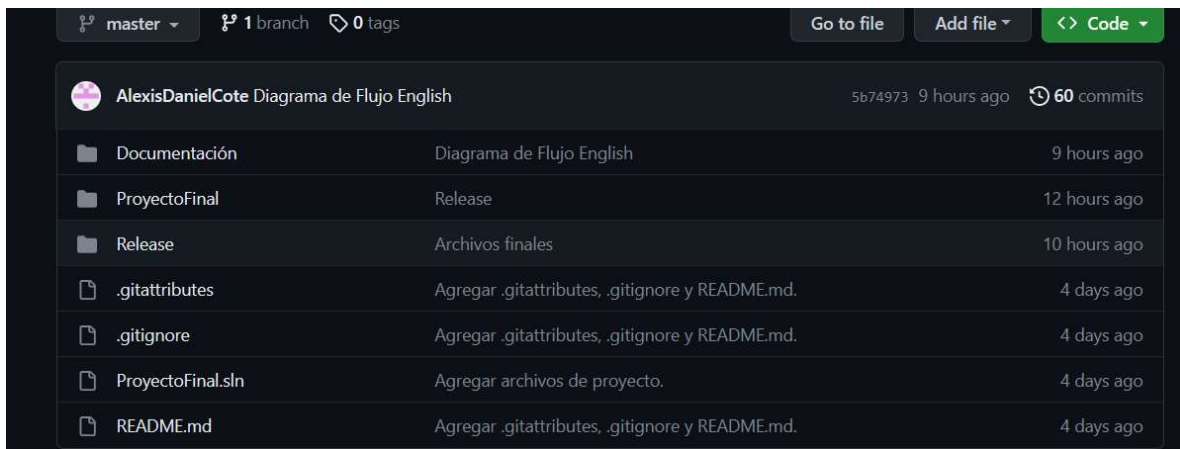 master 1 branch 0 tags Go to file Add file <> Code
AlexisDanielCote Diagrama de Flujo English 5b74973 9 hours ago 60 commits
Documentación Diagrama de Flujo English 9 hours ago
ProyectoFinal Release 12 hours ago
Release Archivos finales 10 hours ago
.gitattributes Agregar .gitattributes, .gitignore y README.md. 4 days ago
.gitignore Agregar .gitattributes, .gitignore y README.md. 4 days ago
ProyectoFinal.sln Agregar archivos de proyecto. 4 days ago
README.md Agregar .gitattributes, .gitignore y README.md. 4 days ago